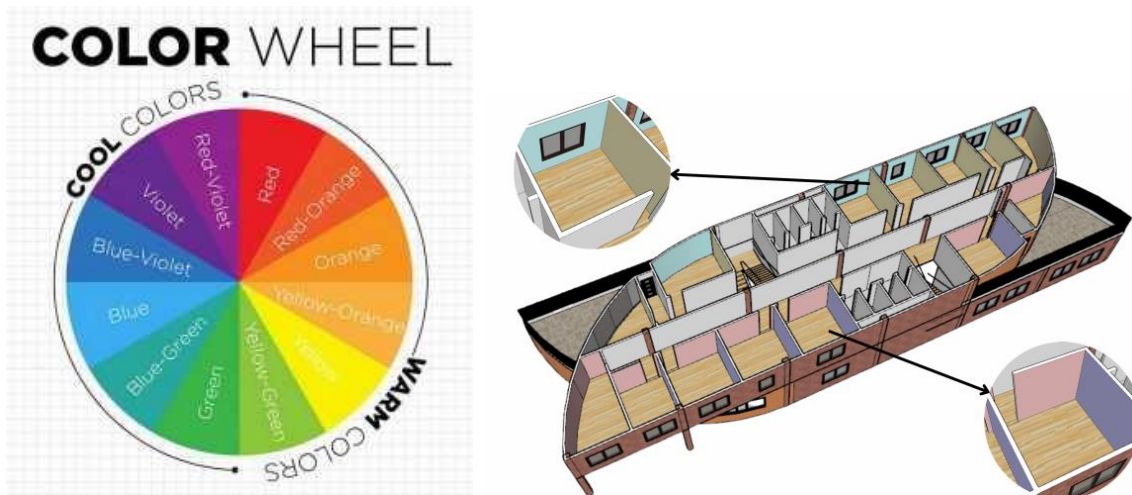 COLOR WHEEL
COOL COLORS
Red-Violet
Red
Violet
Red-Orange
Blue-Violet
Orange
Blue
Yellow-Orange
Blue-Green
Yellow
Green
Yellow-Green
WARM COLORS